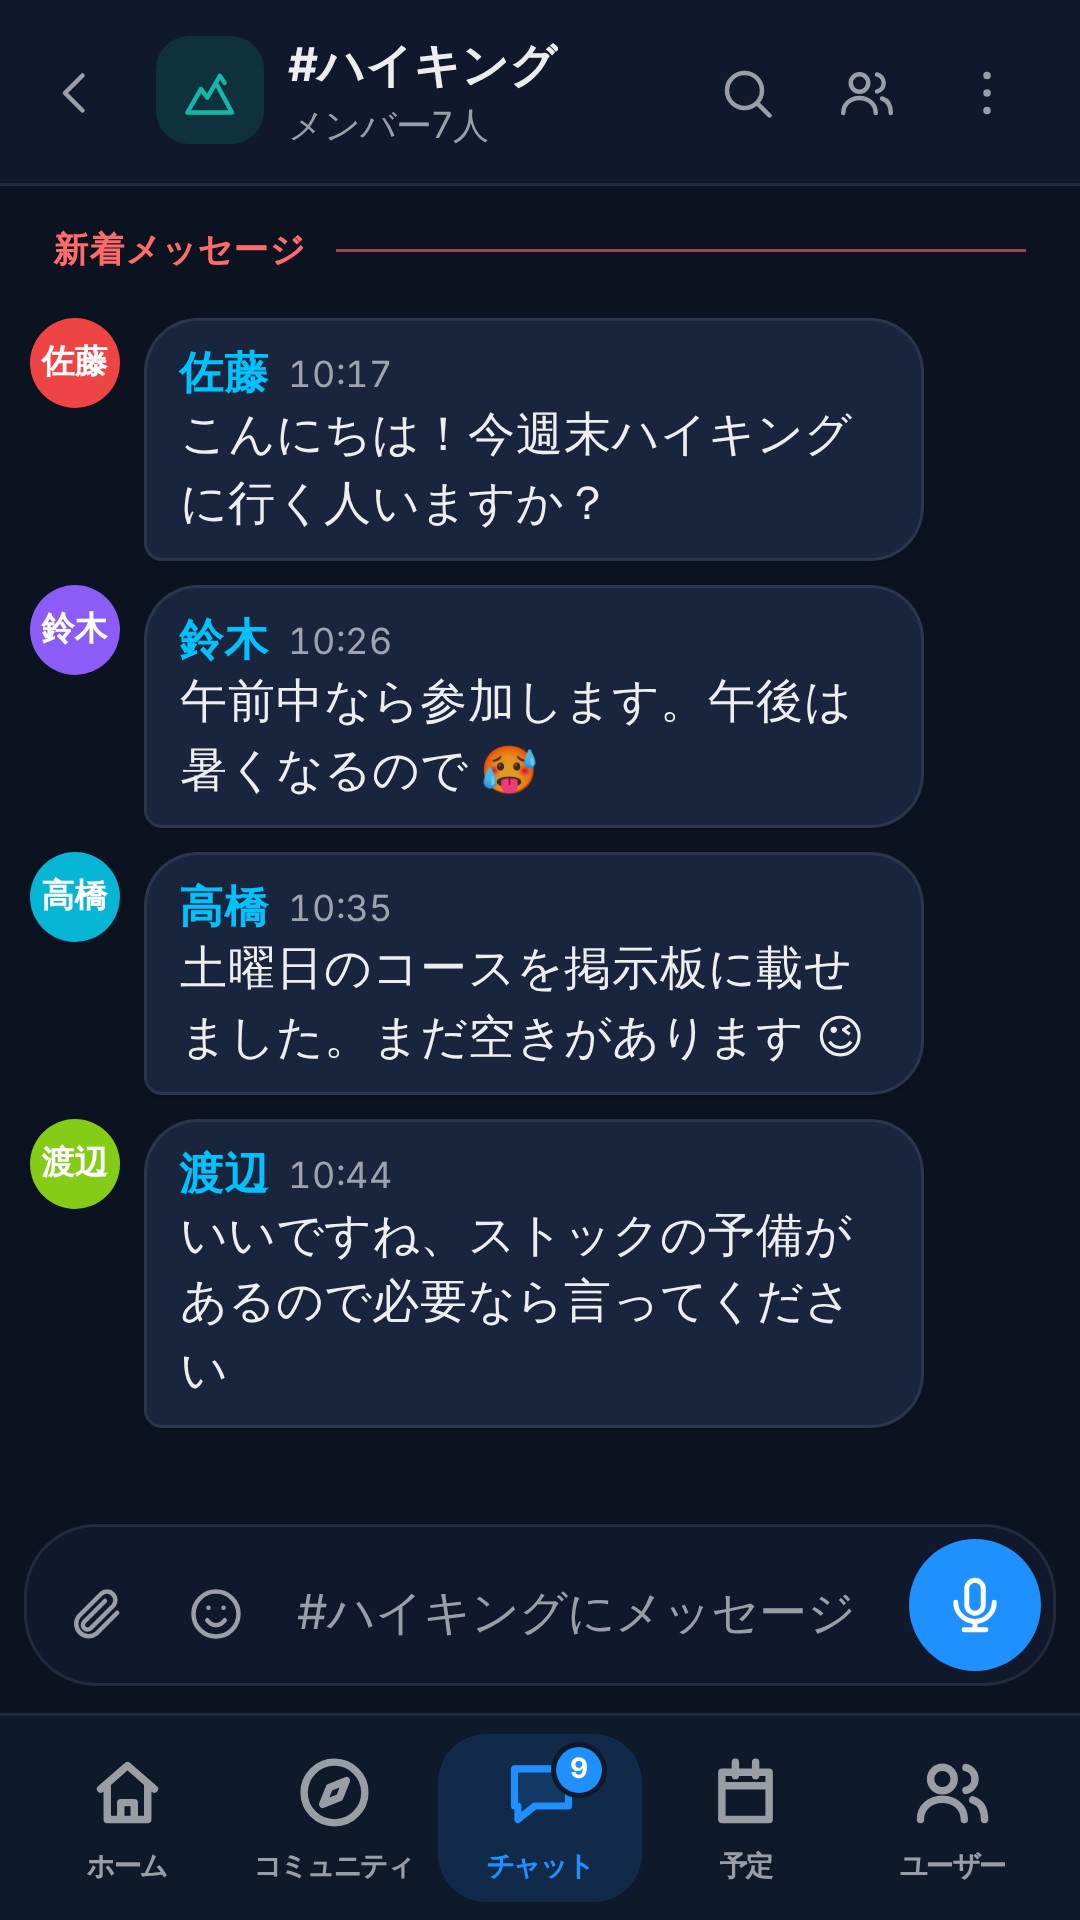 #ハイキング
メンバー7人
新着メッセージ
佐藤
佐藤 10:17
こんにちは！今週末ハイキング
に行く人いますか？
鈴木
鈴木 10:26
午前中なら参加します。午後は
暑くなるので 🥵
高橋
高橋 10:35
土曜日のコースを掲示板に載せ
ました。まだ空きがあります 😉
渡辺
渡辺 10:44
いいですね、ストックの予備が
あるので必要なら言ってくださ
い
#ハイキングにメッセージ
9
ホーム
コミュニティ
チャット
予定
ユーザー